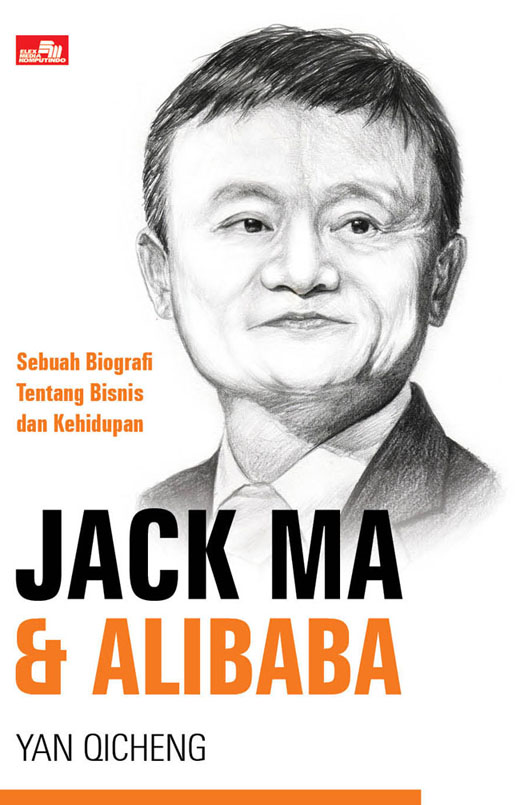 ELEX
MEDIA
KOMPUTINDO
Sebuah Biografi
Tentang Bisnis
dan Kehidupan
JACK MA
& ALIBABA
YAN QICHENG